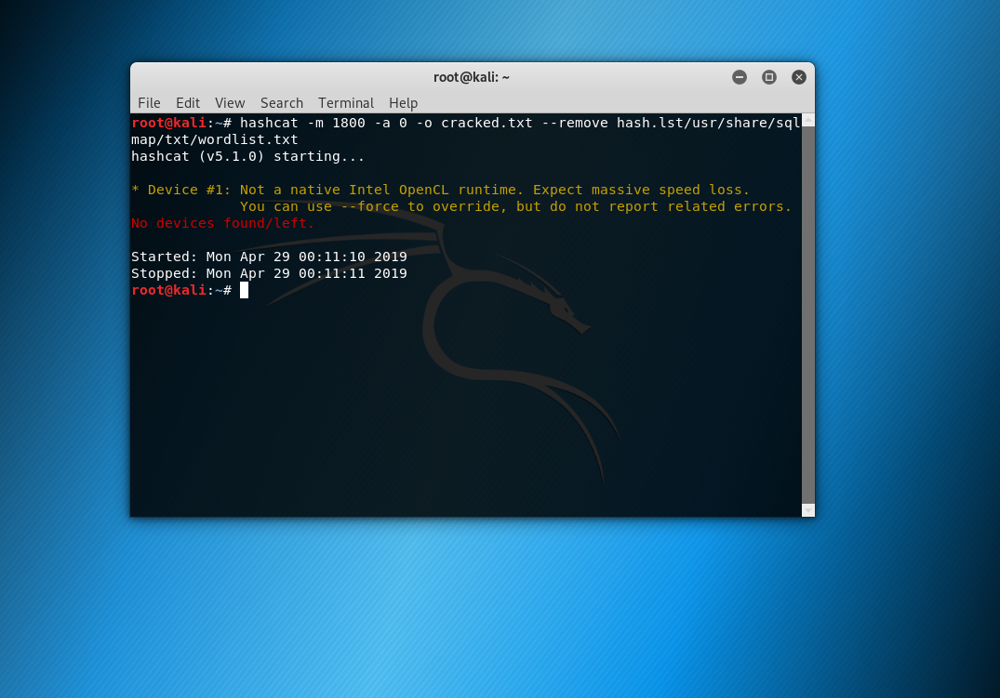 root@kali: ~
File Edit View Search Terminal Help
root@kali:~# hashcat -m 1800 -a 0 -o cracked.txt --remove hash.lst/usr/share/sql
map/txt/wordlist.txt
hashcat (v5.1.0) starting...
* Device #1: Not a native Intel OpenCL runtime. Expect massive speed loss.
You can use --force to override, but do not report related errors.
No devices found/left.
Started: Mon Apr 29 00:11:10 2019
Stopped: Mon Apr 29 00:11:11 2019
root@kali:~#